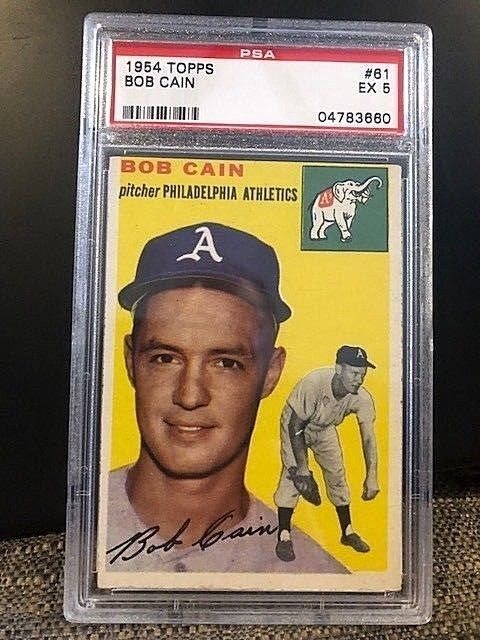 PSA
1954 TOPPS #61
BOB CAIN EX 5
04783660
BOB CAIN
pitcher PHILADELPHIA ATHLETICS
A's
A
A
Bob Cain